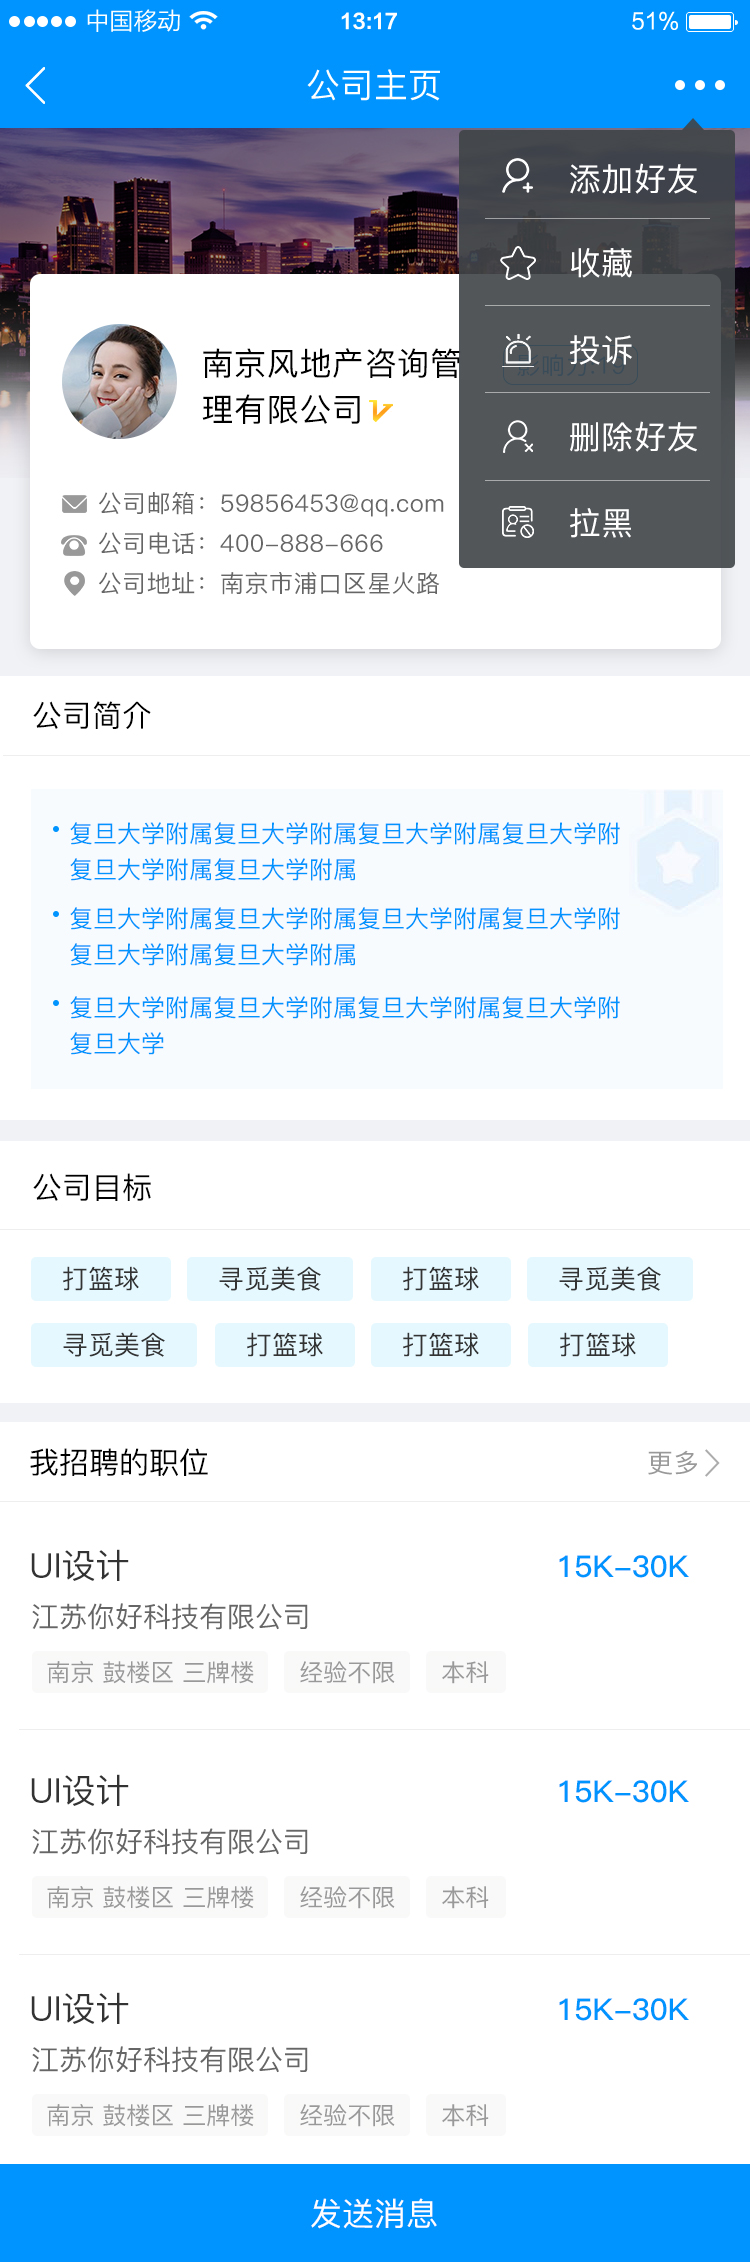 中国移动 13:17 51%
公司主页
添加好友
收藏
投诉
删除好友
拉黑
南京风地产咨询管
理有限公司
影响力:19
公司邮箱：59856453@qq.com
公司电话：400-888-666
公司地址：南京市浦口区星火路
公司简介
复旦大学附属复旦大学附属复旦大学附属复旦大学附
复旦大学附属复旦大学附属
复旦大学附属复旦大学附属复旦大学附属复旦大学附
复旦大学附属复旦大学附属
复旦大学附属复旦大学附属复旦大学附属复旦大学附
复旦大学
公司目标
打篮球 寻觅美食 打篮球 寻觅美食
寻觅美食 打篮球 打篮球 打篮球
我招聘的职位 更多
UI设计 15K-30K
江苏你好科技有限公司
南京 鼓楼区 三牌楼 经验不限 本科
UI设计 15K-30K
江苏你好科技有限公司
南京 鼓楼区 三牌楼 经验不限 本科
UI设计 15K-30K
江苏你好科技有限公司
南京 鼓楼区 三牌楼 经验不限 本科
发送消息